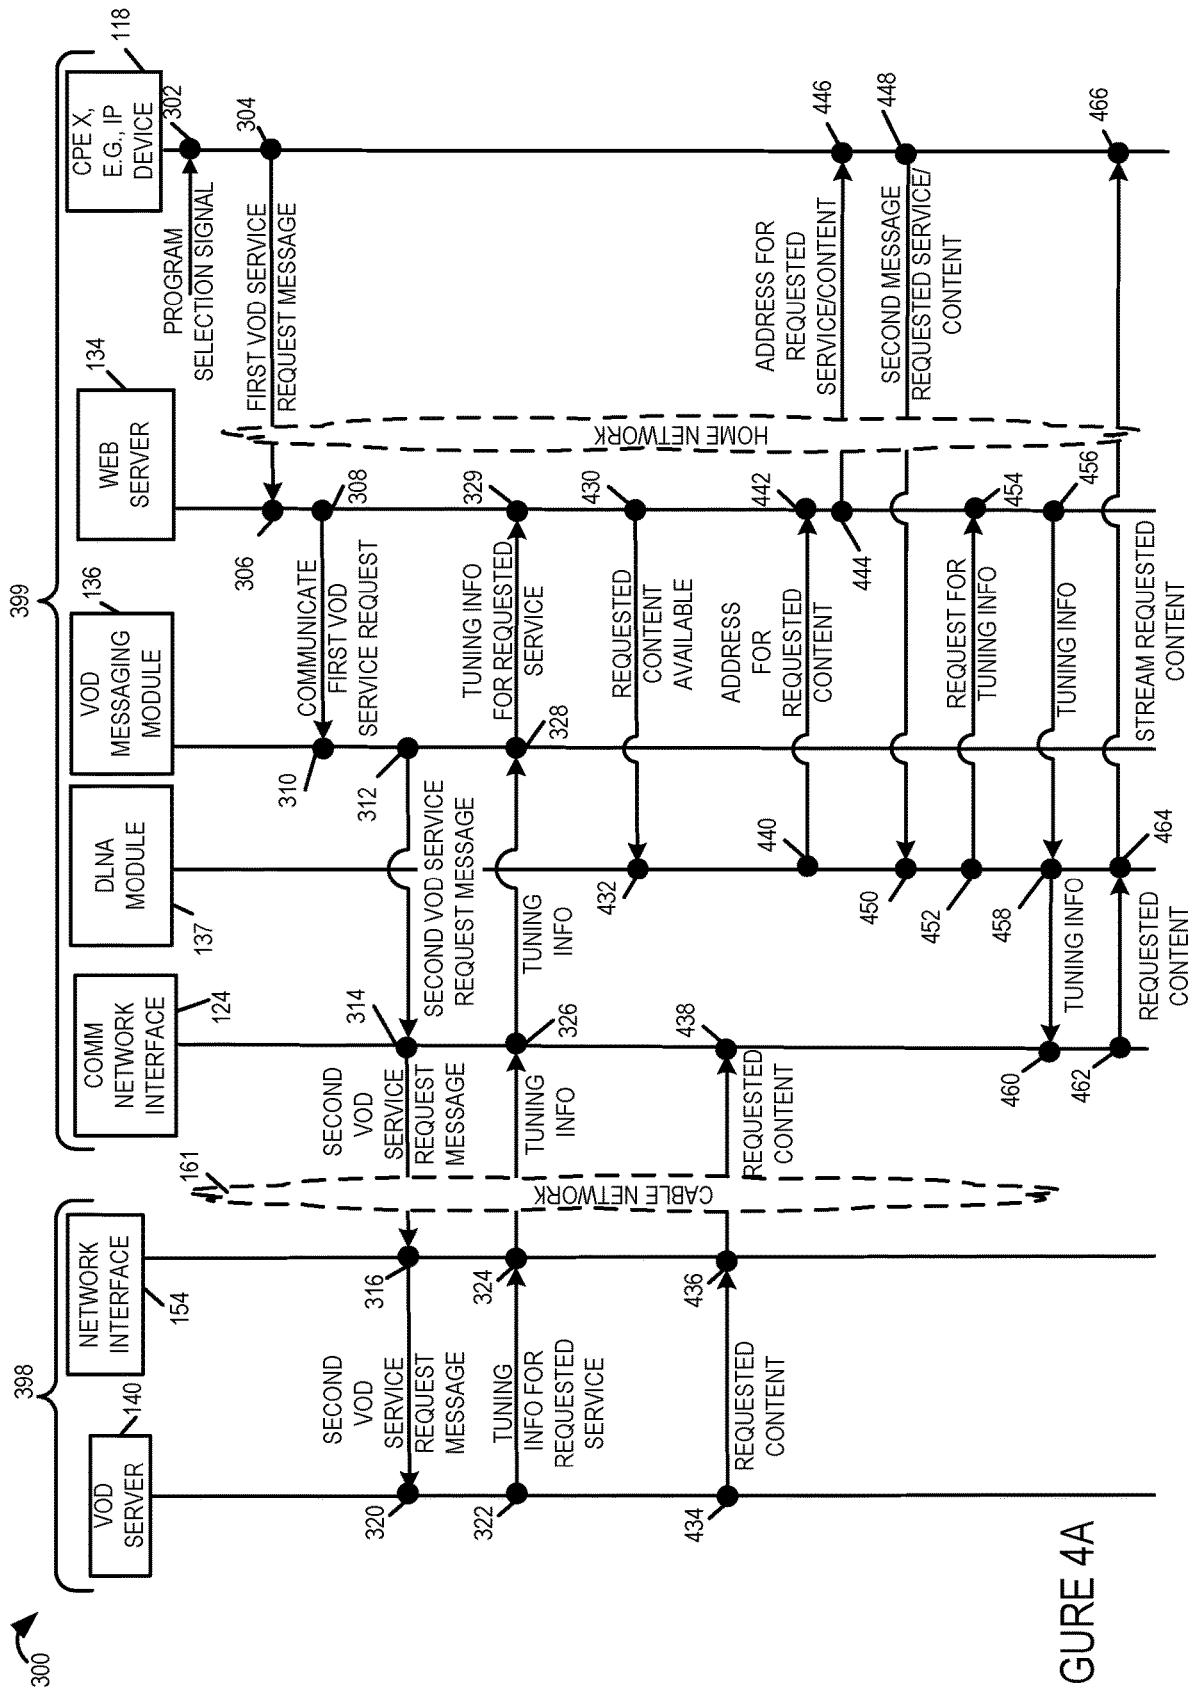 300
398
399
VOD
SERVER
140
NETWORK
INTERFACE
154
COMM
NETWORK
INTERFACE
124
DLNA
MODULE
137
VOD
MESSAGING
MODULE
136
WEB
SERVER
134
CPE X,
E.G., IP
DEVICE
118
161
CABLE NETWORK
HOME NETWORK
PROGRAM
SELECTION SIGNAL
302
304
FIRST VOD SERVICE
REQUEST MESSAGE
306
308
COMMUNICATE
FIRST VOD
SERVICE REQUEST
310
312
SECOND VOD SERVICE
REQUEST MESSAGE
314
SECOND
VOD
SERVICE
REQUEST
MESSAGE
316
SECOND
VOD
SERVICE
REQUEST
MESSAGE
320
322
TUNING
INFO FOR
REQUESTED
SERVICE
324
TUNING
INFO
326
TUNING
INFO
328
TUNING INFO
FOR REQUESTED
SERVICE
329
430
REQUESTED
CONTENT
AVAILABLE
432
434
REQUESTED
CONTENT
436
REQUESTED
CONTENT
438
440
ADDRESS
FOR
REQUESTED
CONTENT
442
444
ADDRESS FOR
REQUESTED
SERVICE/CONTENT
446
448
SECOND MESSAGE
REQUESTED SERVICE/
CONTENT
450
452
REQUEST FOR
TUNING INFO
454
456
TUNING INFO
458
TUNING INFO
460
462
REQUESTED
CONTENT
464
STREAM REQUESTED
CONTENT
466
GURE 4A